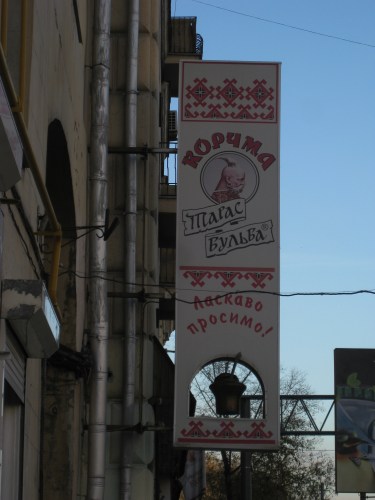 КОРЧМА
Тарас
Бульба
Ласкаво
просимо!